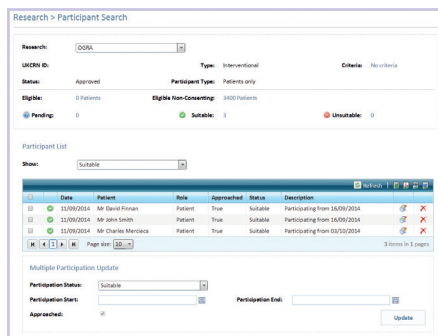 Research > Participant Search
Research: OGRA
UKCRN ID: Type: Interventional Criteria: No criteria
Status: Approved Participant Type: Patients only
Eligible: 0 Patients Eligible Non-Consenting: 3400 Patients
Pending: 0 Suitable: 3 Unsuitable: 0
Participant List
Show: Suitable
Refresh
Date Patient Role Approached Status Description
11/09/2014 Mr David Finnan Patient True Suitable Participating from 16/09/2014
11/09/2014 Mr John Smith Patient True Suitable Participating from 16/09/2014
11/09/2014 Mr Charles Mercieca Patient True Suitable Participating from 03/10/2014
1 Page size: 10 3 items in 1 pages
Multiple Participation Update
Participation Status: Suitable
Participation Start: Participation End:
Approached:
Update